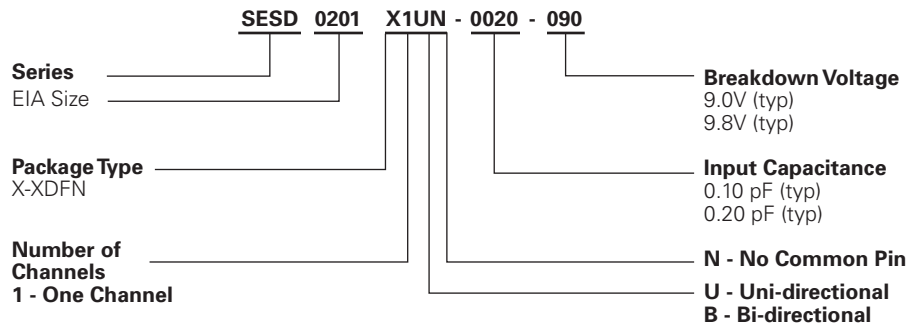 SESD 0201 X1UN - 0020 - 090
Series
EIA Size
Package Type
X-XDFN
Number of
Channels
1 - One Channel
Breakdown Voltage
9.0V (typ)
9.8V (typ)
Input Capacitance
0.10 pF (typ)
0.20 pF (typ)
N - No Common Pin
U - Uni-directional
B - Bi-directional